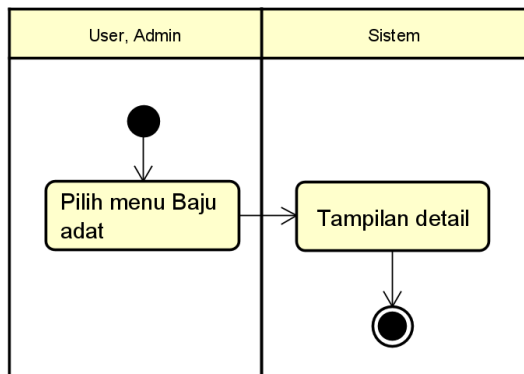 User, Admin
Sistem
Pilih menu Baju
adat
Tampilan detail